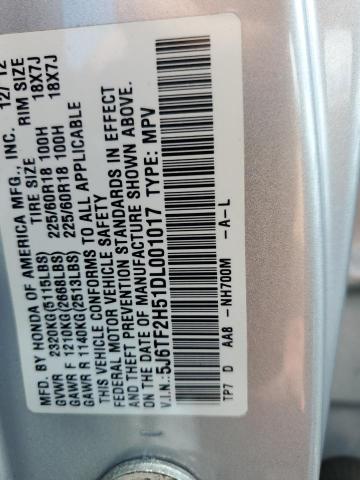 MFD. BY HONDA OF AMERICA MFG., INC. 12/12
TIRE SIZE RIM SIZE
GVWR 2320KG(5115LBS)
GAWR F 1210KG(2668LBS) 225/60R18 100H 18X7J
GAWR R 1140KG(2513LBS) 225/60R18 100H 18X7J
THIS VEHICLE CONFORMS TO ALL APPLICABLE
FEDERAL MOTOR VEHICLE SAFETY
AND THEFT PREVENTION STANDARDS IN EFFECT
ON THE DATE OF MANUFACTURE SHOWN ABOVE.
V.I.N.: 5J6TF2H51DL001017 TYPE: MPV
TP7 D AA8 -NH700M -A-L